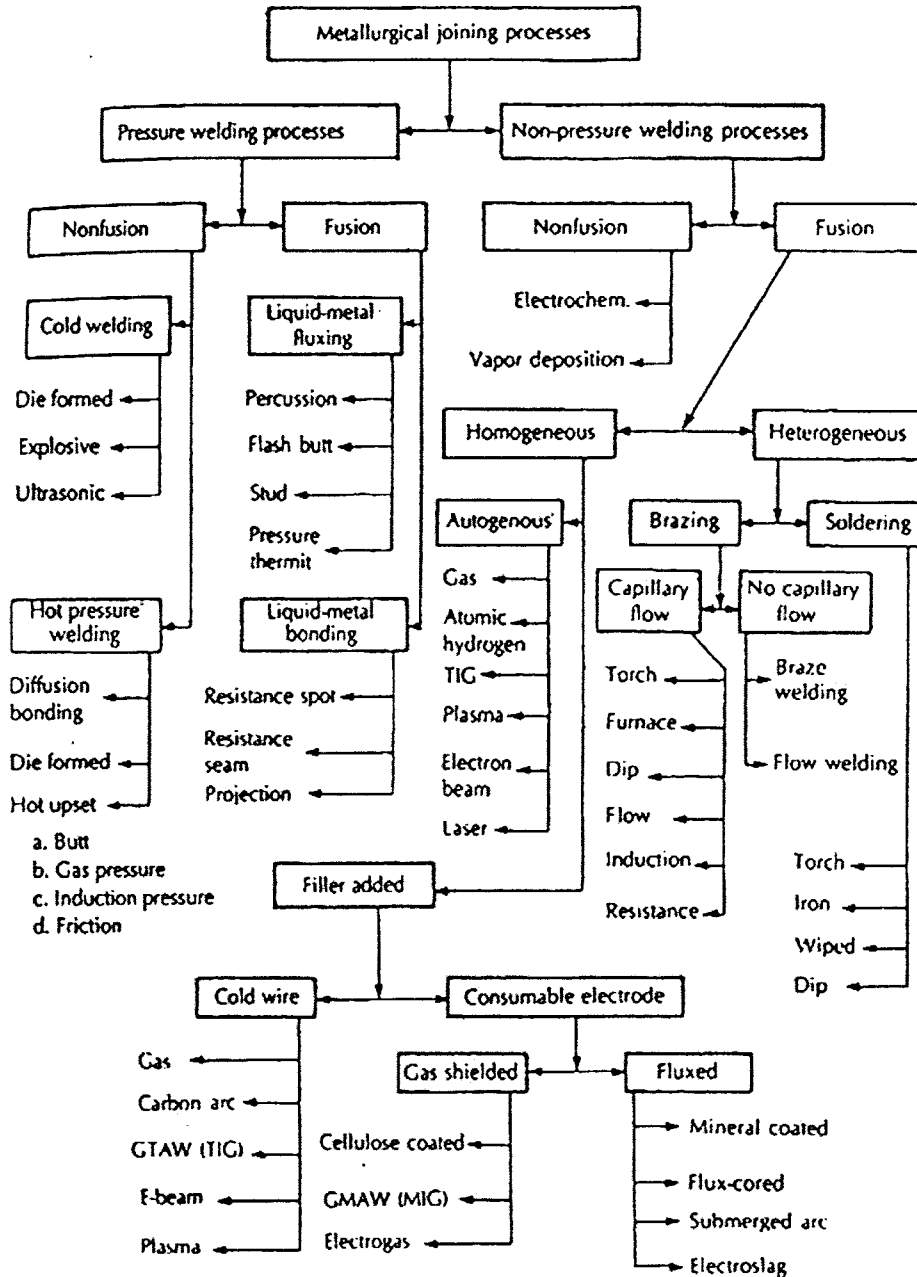 Metallurgical joining processes
Pressure welding processes
Non-pressure welding processes
Nonfusion
Fusion
Nonfusion
Fusion
Electrochem.
Vapor deposition
Cold welding
Die formed
Explosive
Ultrasonic
Liquid-metal
fluxing
Percussion
Flash butt
Stud
Pressure
thermit
Homogeneous
Heterogeneous
Autogenous
Gas
Atomic
hydrogen
TIG
Plasma
Electron
beam
Laser
Brazing
Soldering
Capillary
flow
No capillary
flow
Torch
Furnace
Dip
Flow
Induction
Resistance
Braze
welding
Flow welding
Torch
Iron
Wiped
Dip
Hot pressure
welding
Diffusion
bonding
Die formed
Hot upset
a. Butt
b. Gas pressure
c. Induction pressure
d. Friction
Liquid-metal
bonding
Resistance spot
Resistance
seam
Projection
Filler added
Cold wire
Consumable electrode
Gas
Carbon arc
GTAW (TIG)
E-beam
Plasma
Gas shielded
Fluxed
Cellulose coated
GMAW (MIG)
Electrogas
Mineral coated
Flux-cored
Submerged arc
Electroslag